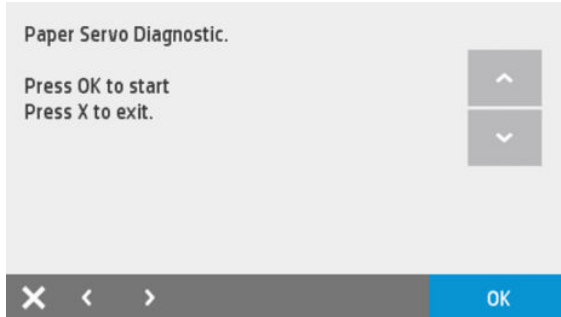 Paper Servo Diagnostic.
Press OK to start
Press X to exit.
OK